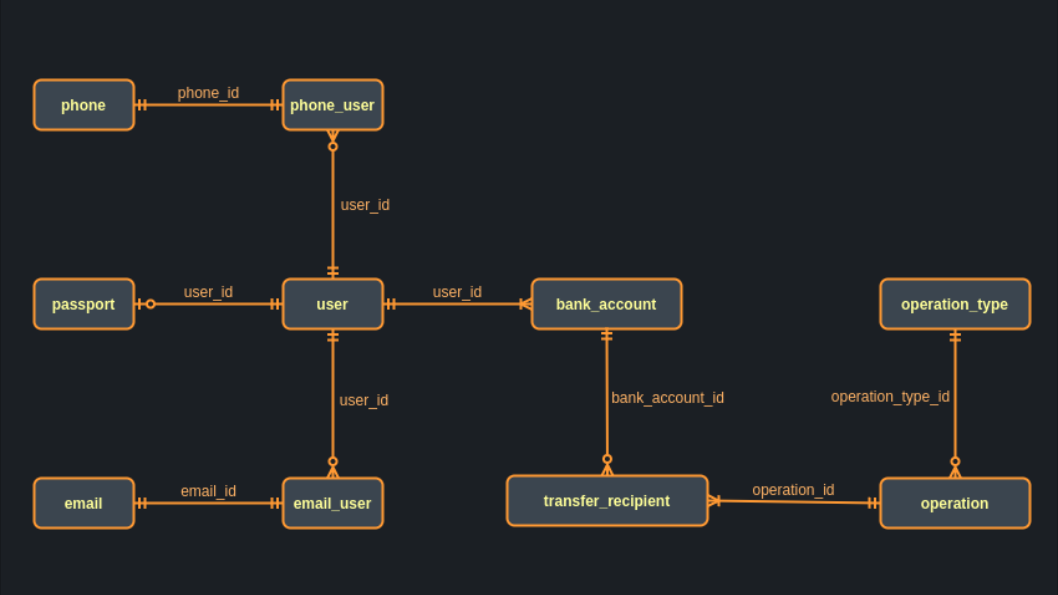 phone
phone_id
phone_user
user_id
passport
user_id
user
user_id
bank_account
operation_type
user_id
bank_account_id
operation_type_id
email
email_id
email_user
transfer_recipient
operation_id
operation